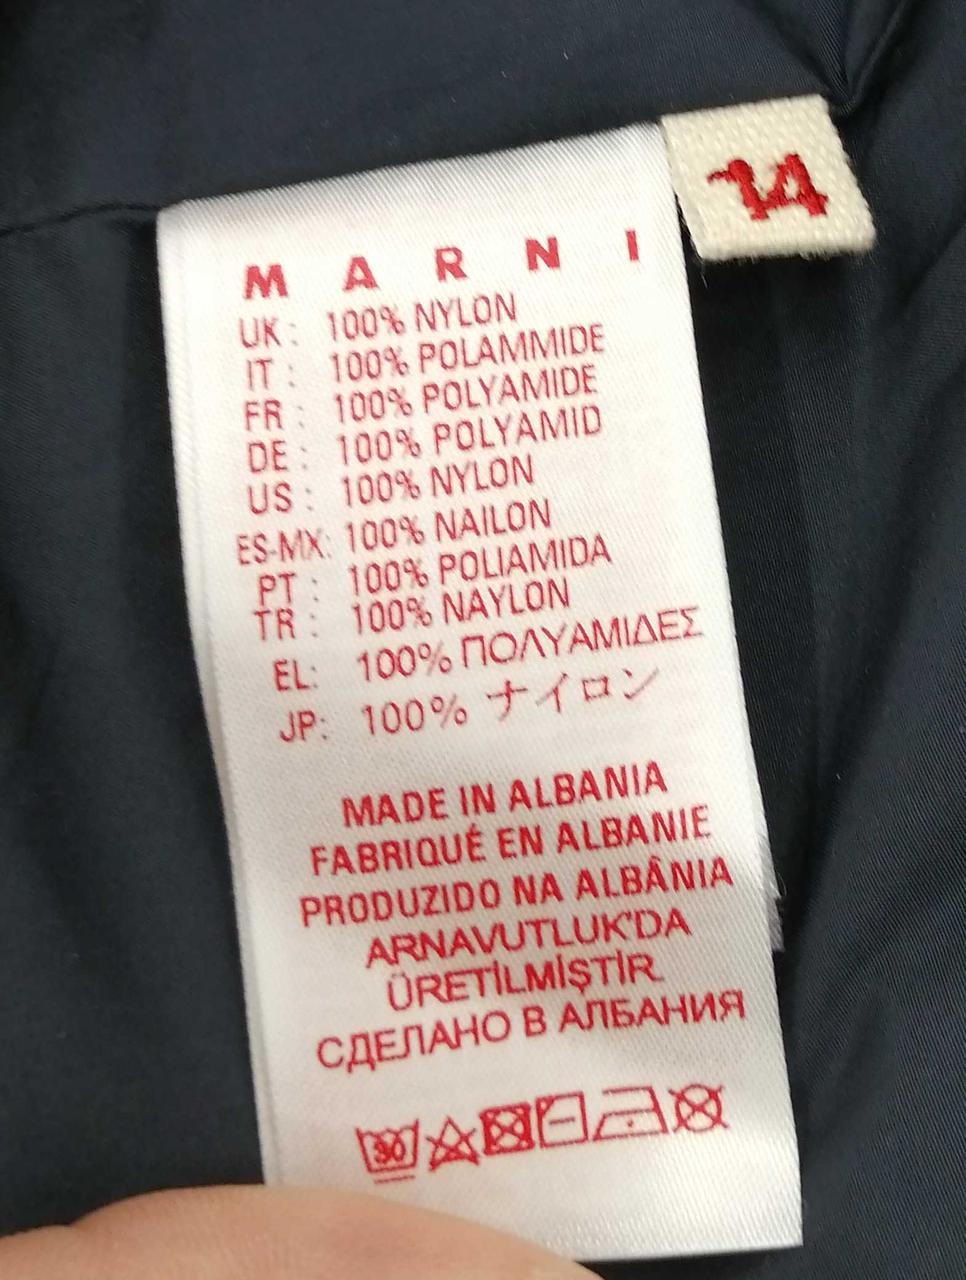 14
MARNI
UK: 100% NYLON
IT: 100% POLAMMIDE
FR: 100% POLYAMIDE
DE: 100% POLYAMID
US: 100% NYLON
ES-MX: 100% NAILON
PT: 100% POLIAMIDA
TR: 100% NAYLON
EL: 100% ΠΟΛΥΑΜΙΔΕΣ
JP: 100% ナイロン
MADE IN ALBANIA
FABRIQUÉ EN ALBANIE
PRODUZIDO NA ALBÂNIA
ARNAVUTLUK'DA
ÜRETİLMİŞTİR
СДЕЛАНО В АЛБАНИЯ
30